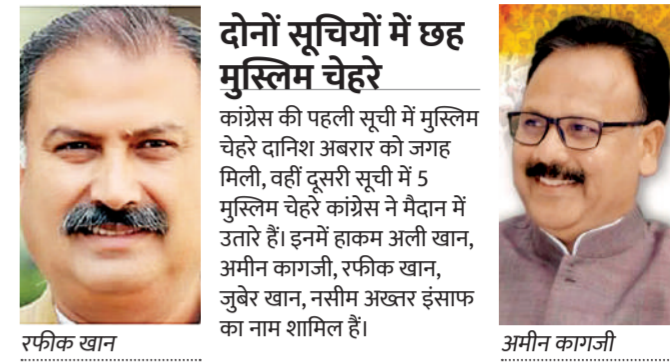 दोनों सूचियों में छह
मुस्लिम चेहरे
कांग्रेस की पहली सूची में मुस्लिम
चेहरे दानिश अबरार को जगह
मिली, वहीं दूसरी सूची में 5
मुस्लिम चेहरे कांग्रेस ने मैदान में
उतारे हैं। इनमें हाकम अली खान,
अमीन कागजी, रफीक खान,
जुबेर खान, नसीम अख्तर इंसाफ
का नाम शामिल हैं।
रफीक खान
अमीन कागजी